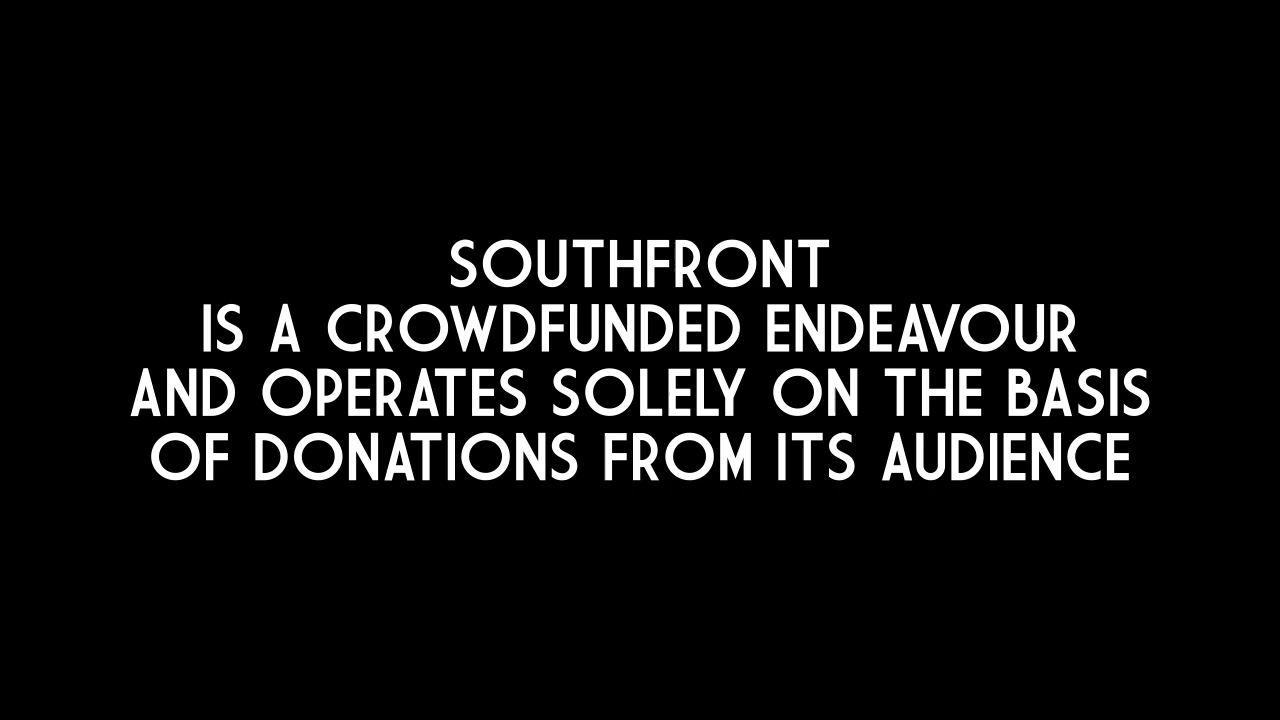 SOUTHFRONT
IS A CROWDFUNDED ENDEAVOUR
AND OPERATES SOLELY ON THE BASIS
OF DONATIONS FROM ITS AUDIENCE